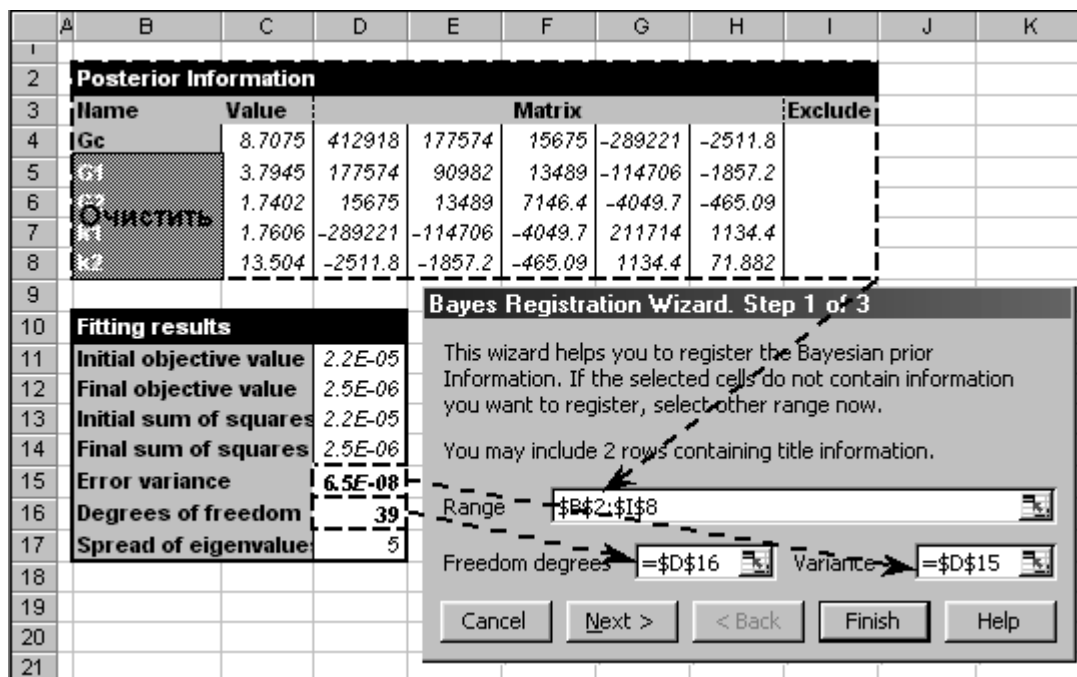 A B C D E F G H I J K
1
2 Posterior Information
3 Name Value Matrix Exclude
4 Gc 8.7075 412918 177574 15675 -289221 -2511.8
5 G1 3.7945 177574 90982 13489 -114706 -1857.2
6 1.7402 15675 13489 7146.4 -4049.7 -465.09
Очистить
7 k1 1.7606 -289221 -114706 -4049.7 211714 1134.4
8 k2 13.504 -2511.8 -1857.2 -465.09 1134.4 71.882
9
10 Fitting results
11 Initial objective value 2.2E-05
12 Final objective value 2.5E-06
13 Initial sum of squares 2.2E-05
14 Final sum of squares 2.5E-06
15 Error variance 6.5E-08
16 Degrees of freedom 39
17 Spread of eigenvalue 5
18
19
20
21
Bayes Registration Wizard. Step 1 of 3
This wizard helps you to register the Bayesian prior
Information. If the selected cells do not contain information
you want to register, select other range now.
You may include 2 rows containing title information.
Range $B$2:$I$8
Freedom degrees =$D$16 Variance =$D$15
Cancel Next > < Back Finish Help